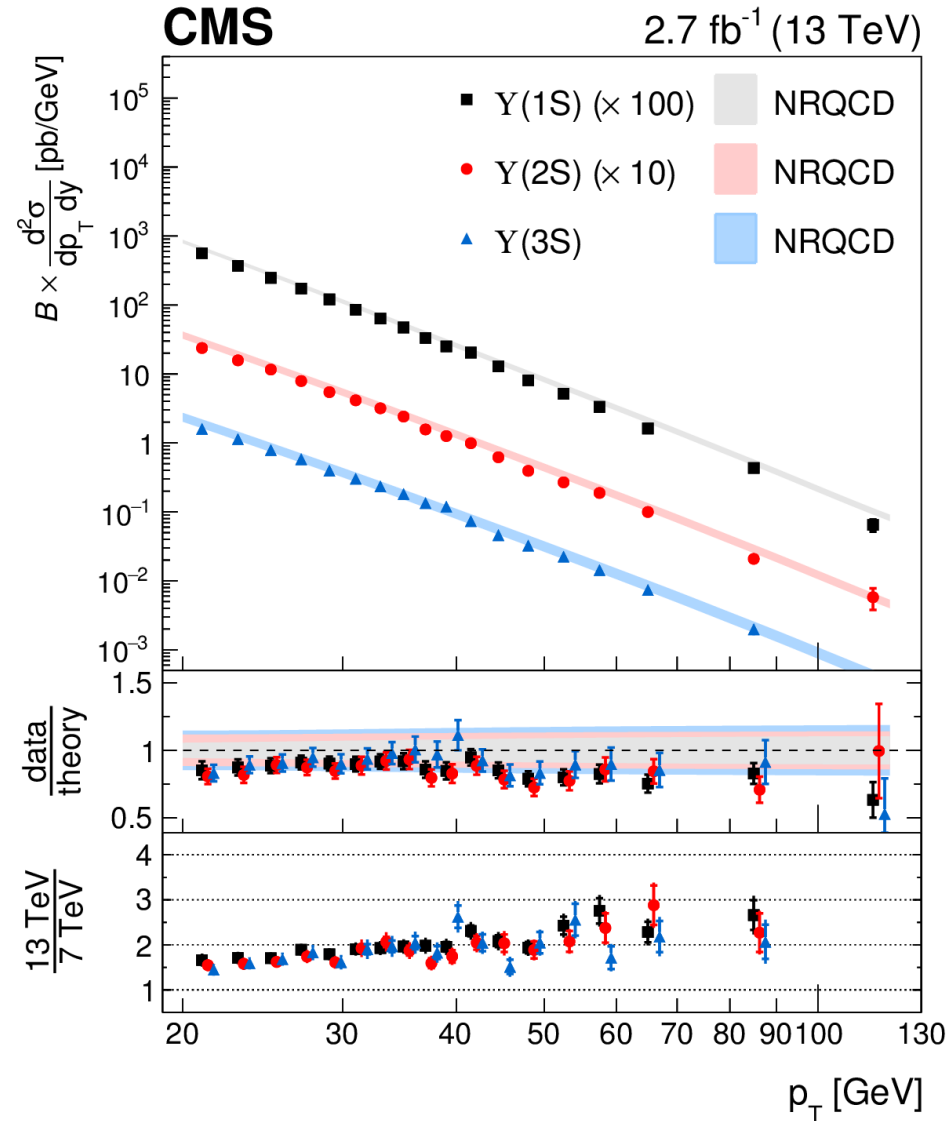 CMS 2.7 fb⁻¹ (13 TeV)
B × d²σ/dp_T dy [pb/GeV]
ϒ(1S) (× 100) NRQCD
ϒ(2S) (× 10) NRQCD
ϒ(3S) NRQCD
10⁵
10⁴
10³
10²
10
1
10⁻¹
10⁻²
10⁻³
data/theory
1.5
1
0.5
13 TeV/7 TeV
4
3
2
1
20 30 40 50 60 70 80 90 100 130
p_T [GeV]